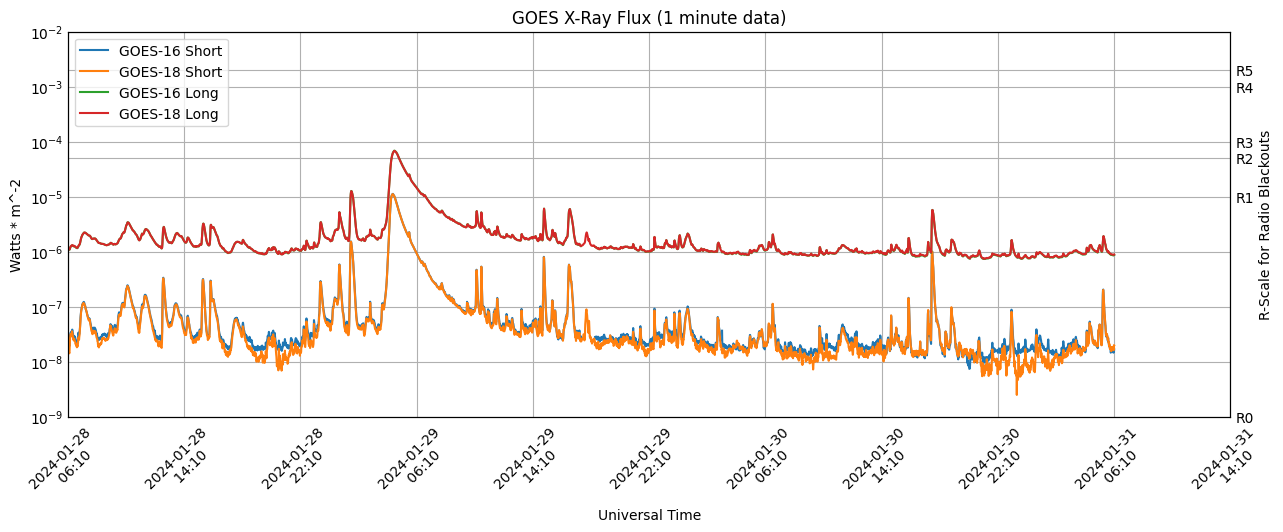 GOES X-Ray Flux (1 minute data)
GOES-16 Short
GOES-18 Short
GOES-16 Long
GOES-18 Long
10^-2
10^-3
10^-4
10^-5
10^-6
10^-7
10^-8
10^-9
Watts * m^-2
R5
R4
R3
R2
R1
R0
R-Scale for Radio Blackouts
2024-01-28
06:10
2024-01-28
14:10
2024-01-28
22:10
2024-01-29
06:10
2024-01-29
14:10
2024-01-29
22:10
2024-01-30
06:10
2024-01-30
14:10
2024-01-30
22:10
2024-01-31
06:10
2024-01-31
14:10
Universal Time